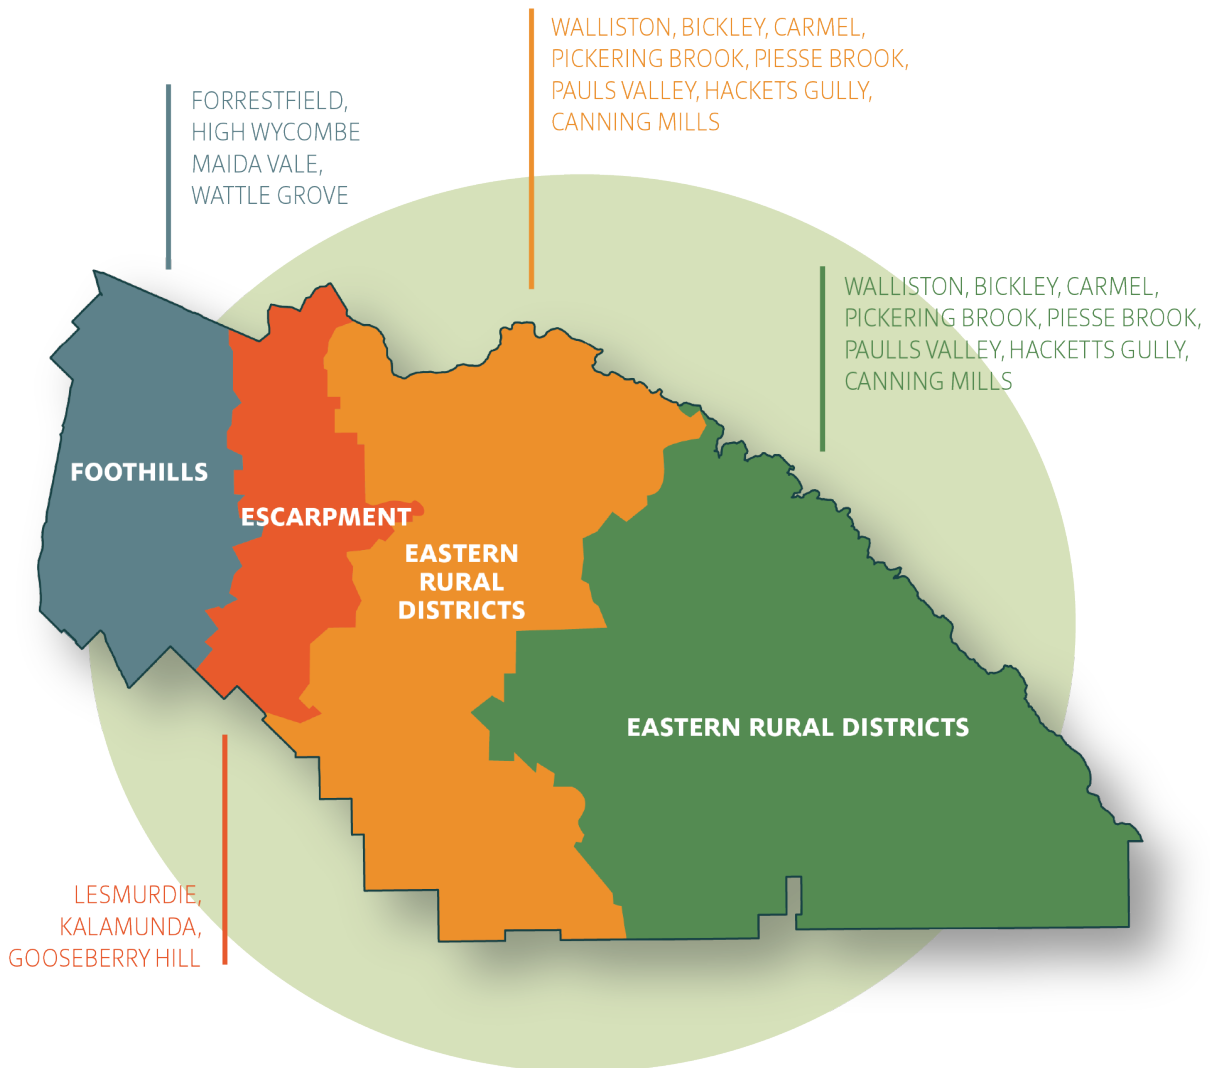 WALLISTON, BICKLEY, CARMEL,
PICKERING BROOK, PIESSE BROOK,
PAULS VALLEY, HACKETS GULLY,
CANNING MILLS
FORRESTFIELD,
HIGH WYCOMBE
MAIDA VALE,
WATTLE GROVE
WALLISTON, BICKLEY, CARMEL,
PICKERING BROOK, PIESSE BROOK,
PAULLS VALLEY, HACKETTS GULLY,
CANNING MILLS
FOOTHILLS
ESCARPMENT
EASTERN
RURAL
DISTRICTS
EASTERN RURAL DISTRICTS
LESMURDIE,
KALAMUNDA,
GOOSEBERRY HILL